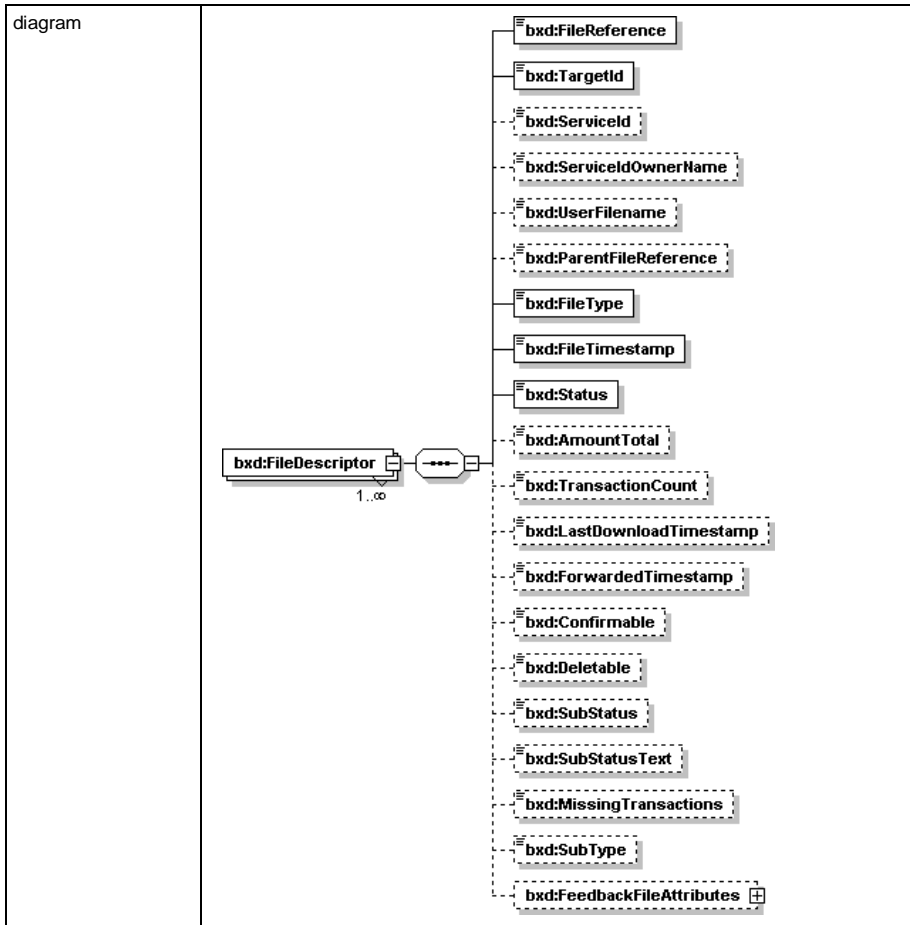 diagram
bxd:FileReference
bxd:TargetId
bxd:ServiceId
bxd:ServiceIdOwnerName
bxd:UserFilename
bxd:ParentFileReference
bxd:FileType
bxd:FileTimestamp
bxd:Status
bxd:AmountTotal
bxd:FileDescriptor
1..∞
bxd:TransactionCount
bxd:LastDownloadTimestamp
bxd:ForwardedTimestamp
bxd:Confirmable
bxd:Deletable
bxd:SubStatus
bxd:SubStatusText
bxd:MissingTransactions
bxd:SubType
bxd:FeedbackFileAttributes